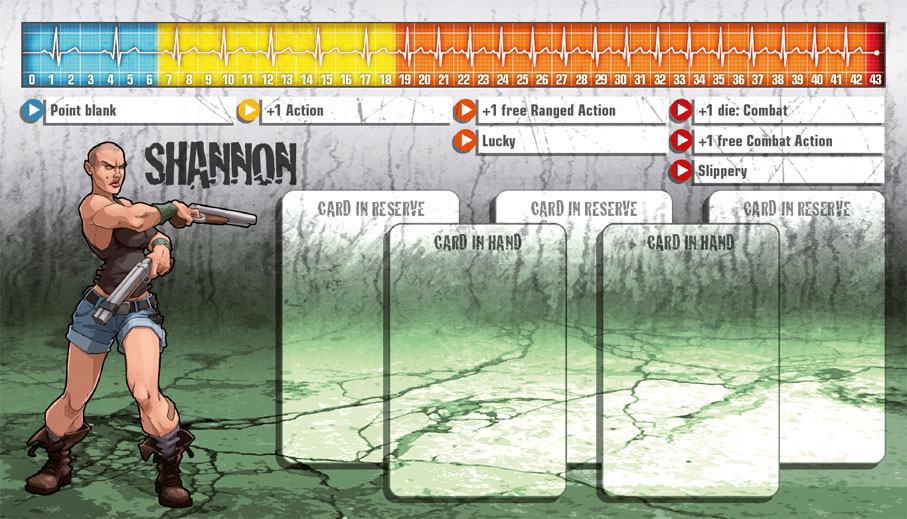 0 1 2 3 4 5 6 7 8 9 10 11 12 13 14 15 16 17 18 19 20 21 22 23 24 25 26 27 28 29 30 31 32 33 34 35 36 37 38 39 40 41 42 43
Point blank
+1 Action
+1 free Ranged Action
+1 die: Combat
Lucky
+1 free Combat Action
Slippery
SHANNON
CARD IN RESERVE
CARD IN RESERVE
CARD IN RESERVE
CARD IN HAND
CARD IN HAND